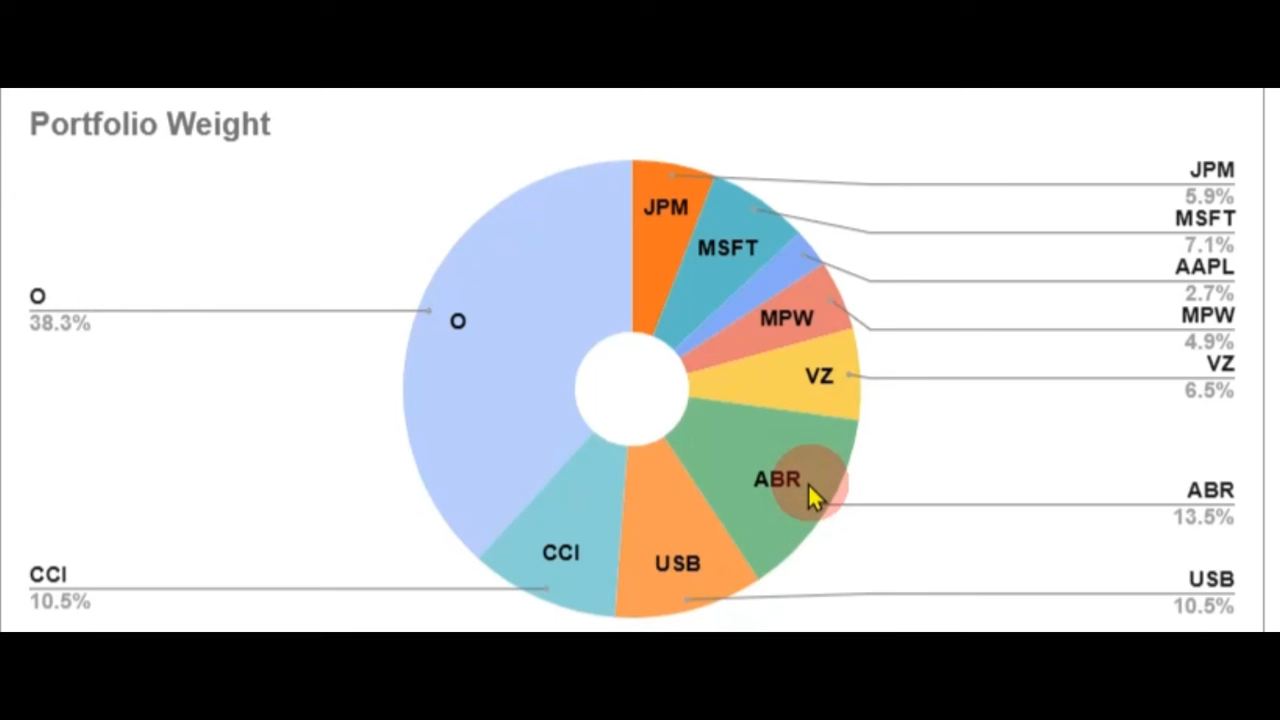 Portfolio Weight
JPM
5.9%
MSFT
7.1%
AAPL
2.7%
MPW
4.9%
VZ
6.5%
ABR
13.5%
USB
10.5%
O
38.3%
CCI
10.5%
JPM
MSFT
MPW
VZ
ABR
USB
CCI
O